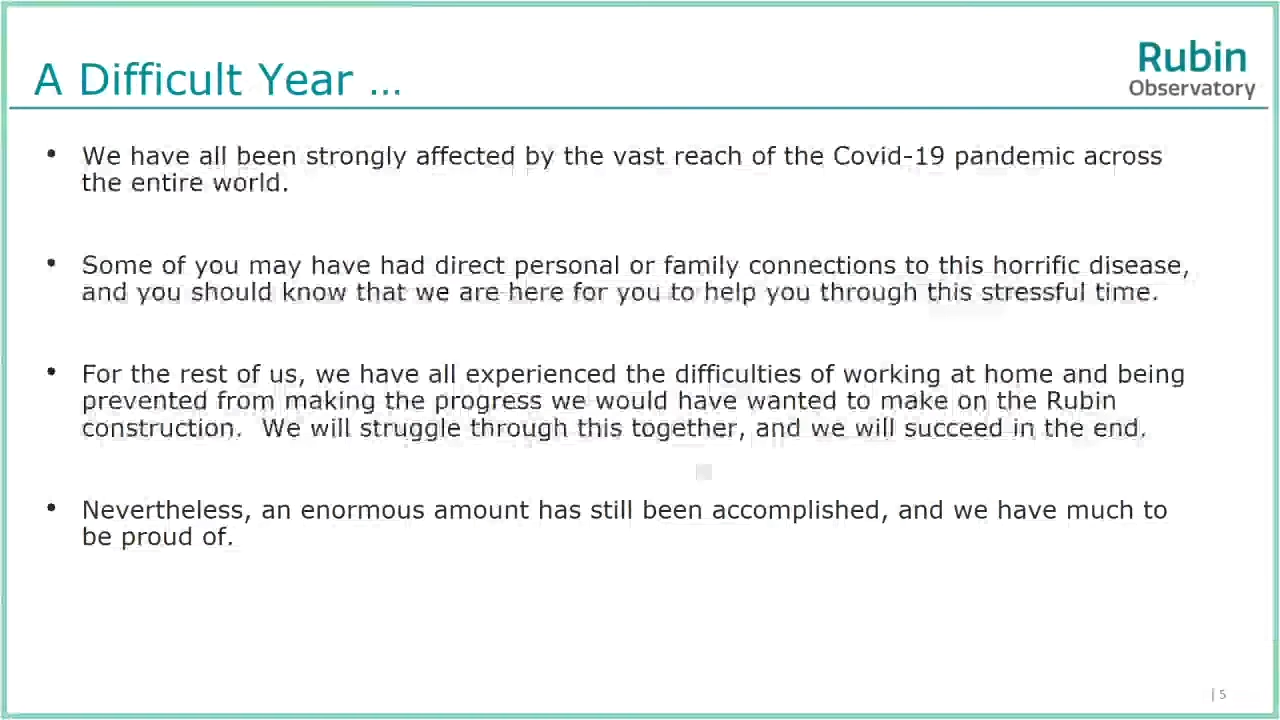 A Difficult Year ...
Rubin
Observatory
• We have all been strongly affected by the vast reach of the Covid-19 pandemic across
the entire world.
• Some of you may have had direct personal or family connections to this horrific disease,
and you should know that we are here for you to help you through this stressful time.
• For the rest of us, we have all experienced the difficulties of working at home and being
prevented from making the progress we would have wanted to make on the Rubin
construction.  We will struggle through this together, and we will succeed in the end.
• Nevertheless, an enormous amount has still been accomplished, and we have much to
be proud of.
| 5